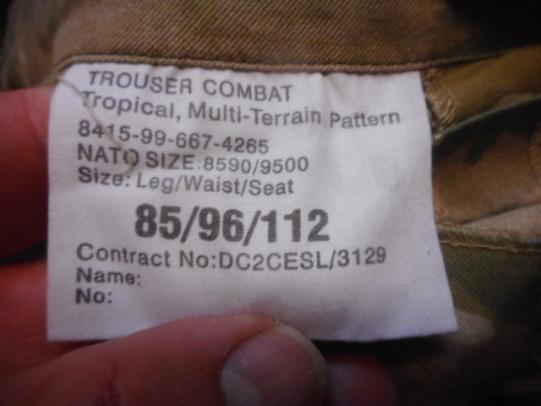 TROUSER COMBAT
Tropical, Multi-Terrain Pattern
8415-99-667-4265
NATO SIZE:8590/9500
Size: Leg/Waist/Seat
85/96/112
Contract No:DC2CESL/3129
Name:
No: